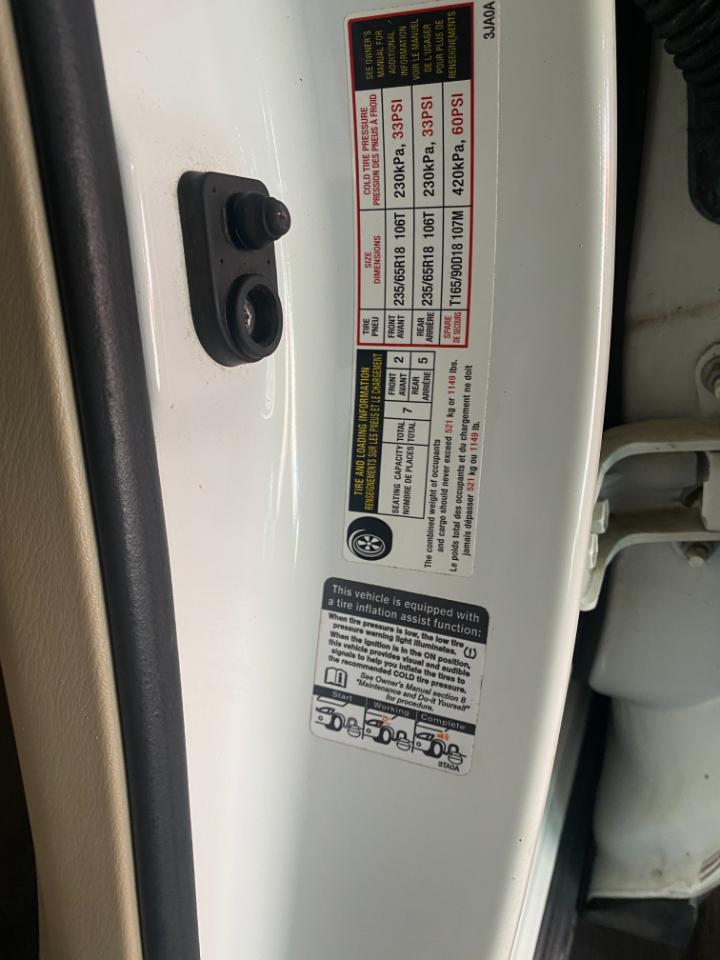 TIRE AND LOADING INFORMATION
RENSEIGNEMENTS SUR LES PNEUS ET LE CHARGEMENT
SEATING CAPACITY
NOMBRE DE PLACES
TOTAL
TOTAL
7
FRONT
AVANT
2
REAR
ARRIÈRE
5
The combined weight of occupants
and cargo should never exceed 521 kg or 1149 lbs.
Le poids total des occupants et du chargement ne doit
jamais dépasser 521 kg ou 1149 lb.
TIRE
PNEU
SIZE
DIMENSIONS
COLD TIRE PRESSURE
PRESSION DES PNEUS À FROID
SEE OWNER'S
MANUAL FOR
ADDITIONAL
INFORMATION
VOIR LE MANUEL
DE L'USAGER
POUR PLUS DE
RENSEIGNEMENTS
FRONT
AVANT
235/65R18 106T
230kPa, 33PSI
REAR
ARRIÈRE
235/65R18 106T
230kPa, 33PSI
SPARE
DE SECOURS
T165/90D18 107M
420kPa, 60PSI
3JA0A
This vehicle is equipped with
a tire inflation assist function:
When tire pressure is low, the low tire
pressure warning light illuminates.
When the ignition is in the ON position,
this vehicle provides visual and audible
signals to help you inflate the tires to
the recommended COLD tire pressure.
See Owner's Manual section 8
"Maintenance and Do-it Yourself"
for procedure.
Start
Working
Complete
3TA0A